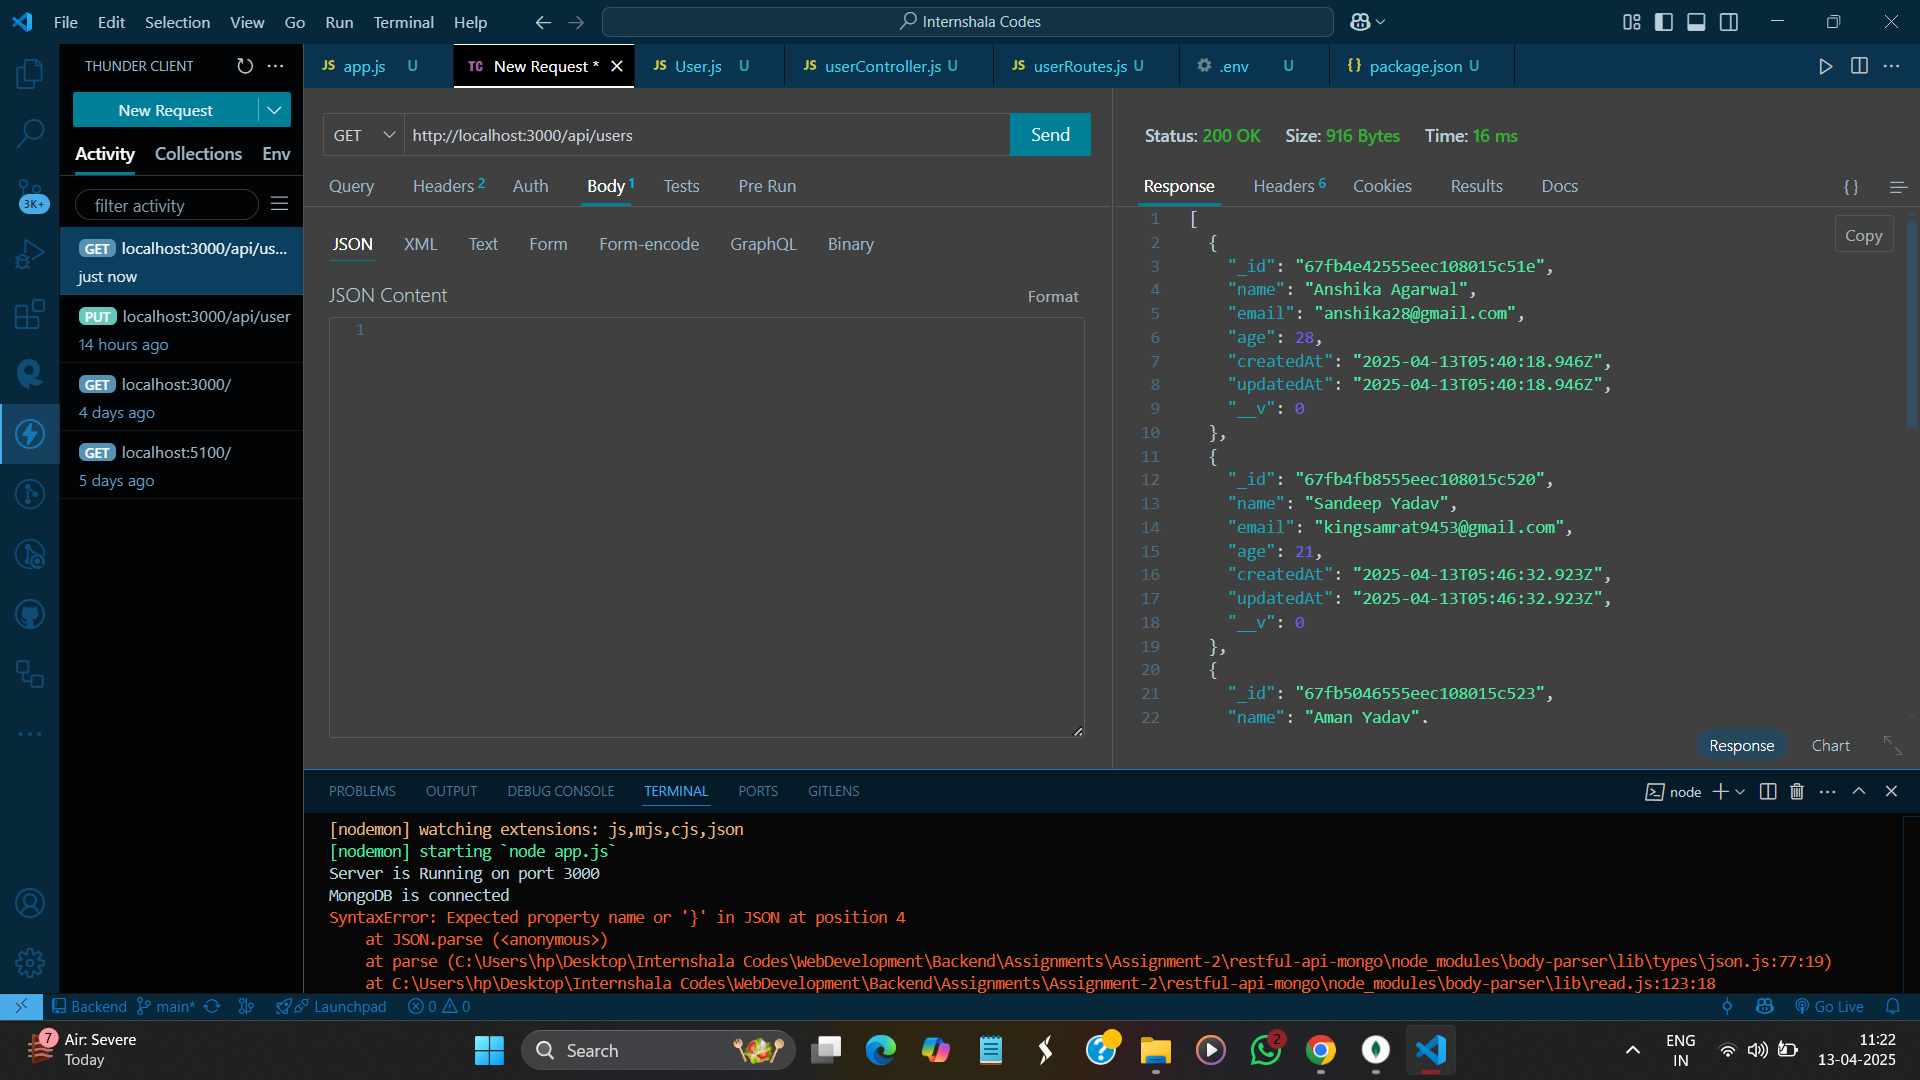 File Edit Selection View Go Run Terminal Help
Internshala Codes
THUNDER CLIENT
New Request
Activity Collections Env
filter activity
3K+
GET localhost:3000/api/us...
just now
PUT localhost:3000/api/user
14 hours ago
GET localhost:3000/
4 days ago
GET localhost:5100/
5 days ago
JS app.js U
TC New Request *
JS User.js U
JS userController.js U
JS userRoutes.js U
.env U
{} package.json U
GET http://localhost:3000/api/users Send
Query Headers 2 Auth Body 1 Tests Pre Run
JSON XML Text Form Form-encode GraphQL Binary
JSON Content Format
1
Status: 200 OK Size: 916 Bytes Time: 16 ms
Response Headers 6 Cookies Results Docs { }
Copy
1 [
2 {
3 "_id": "67fb4e42555eec108015c51e",
4 "name": "Anshika Agarwal",
5 "email": "anshika28@gmail.com",
6 "age": 28,
7 "createdAt": "2025-04-13T05:40:18.946Z",
8 "updatedAt": "2025-04-13T05:40:18.946Z",
9 "__v": 0
10 },
11 {
12 "_id": "67fb4fb8555eec108015c520",
13 "name": "Sandeep Yadav",
14 "email": "kingsamrat9453@gmail.com",
15 "age": 21,
16 "createdAt": "2025-04-13T05:46:32.923Z",
17 "updatedAt": "2025-04-13T05:46:32.923Z",
18 "__v": 0
19 },
20 {
21 "_id": "67fb5046555eec108015c523",
22 "name": "Aman Yadav",
Response Chart
PROBLEMS OUTPUT DEBUG CONSOLE TERMINAL PORTS GITLENS
node
[nodemon] watching extensions: js,mjs,cjs,json
[nodemon] starting `node app.js`
Server is Running on port 3000
MongoDB is connected
SyntaxError: Expected property name or '}' in JSON at position 4
at JSON.parse (<anonymous>)
at parse (C:\Users\hp\Desktop\Internshala Codes\WebDevelopment\Backend\Assignments\Assignment-2\restful-api-mongo\node_modules\body-parser\lib\types\json.js:77:19)
at C:\Users\hp\Desktop\Internshala Codes\WebDevelopment\Backend\Assignments\Assignment-2\restful-api-mongo\node_modules\body-parser\lib\read.js:123:18
Backend main* Launchpad 0 0 Go Live
7
Air: Severe
Today
Search
2
ENG
IN
11:22
13-04-2025